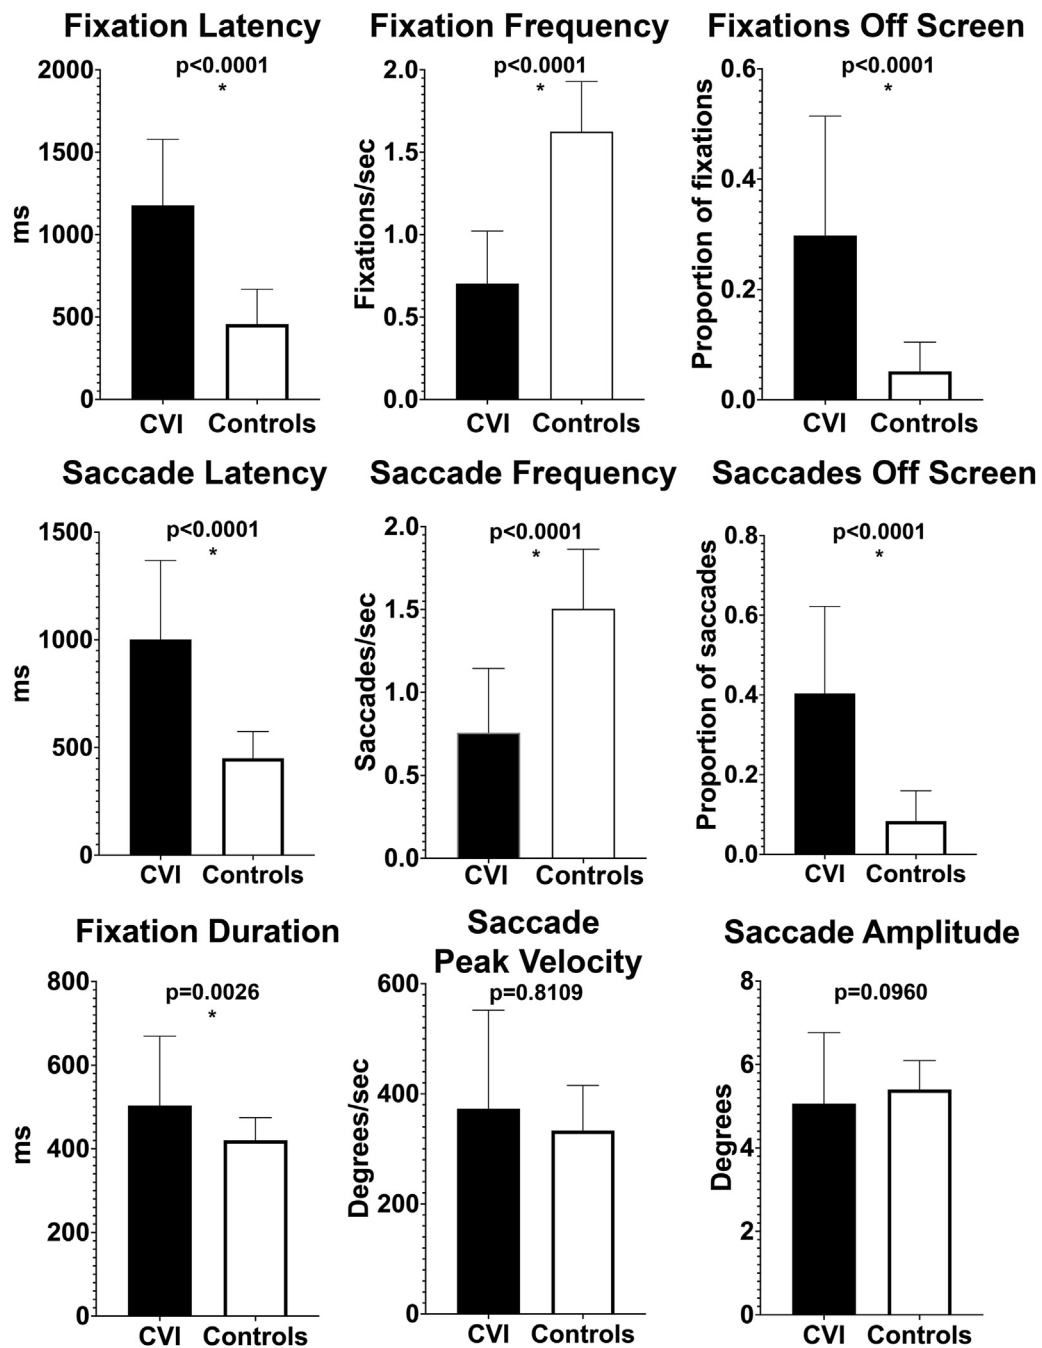 Fixation Latency
p<0.0001
*
2000
1500
1000
500
0
ms
CVI
Controls
Fixation Frequency
p<0.0001
*
2.0
1.5
1.0
0.5
0.0
Fixations/sec
CVI
Controls
Fixations Off Screen
p<0.0001
*
0.6
0.4
0.2
0.0
Proportion of fixations
CVI
Controls
Saccade Latency
p<0.0001
*
1500
1000
500
0
ms
CVI
Controls
Saccade Frequency
p<0.0001
*
2.0
1.5
1.0
0.5
0.0
Saccades/sec
CVI
Controls
Saccades Off Screen
p<0.0001
*
0.8
0.6
0.4
0.2
0.0
Proportion of saccades
CVI
Controls
Fixation Duration
p=0.0026
*
800
600
400
200
0
ms
CVI
Controls
Saccade
Peak Velocity
p=0.8109
600
400
200
0
Degrees/sec
CVI
Controls
Saccade Amplitude
p=0.0960
8
6
4
2
0
Degrees
CVI
Controls